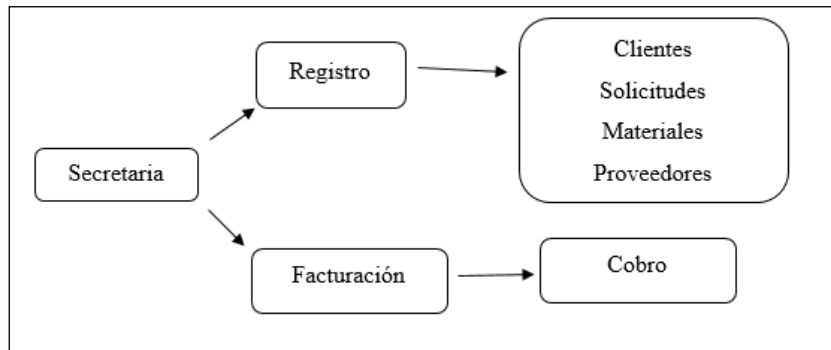 Secretaria
Registro
Clientes
Solicitudes
Materiales
Proveedores
Facturación
Cobro